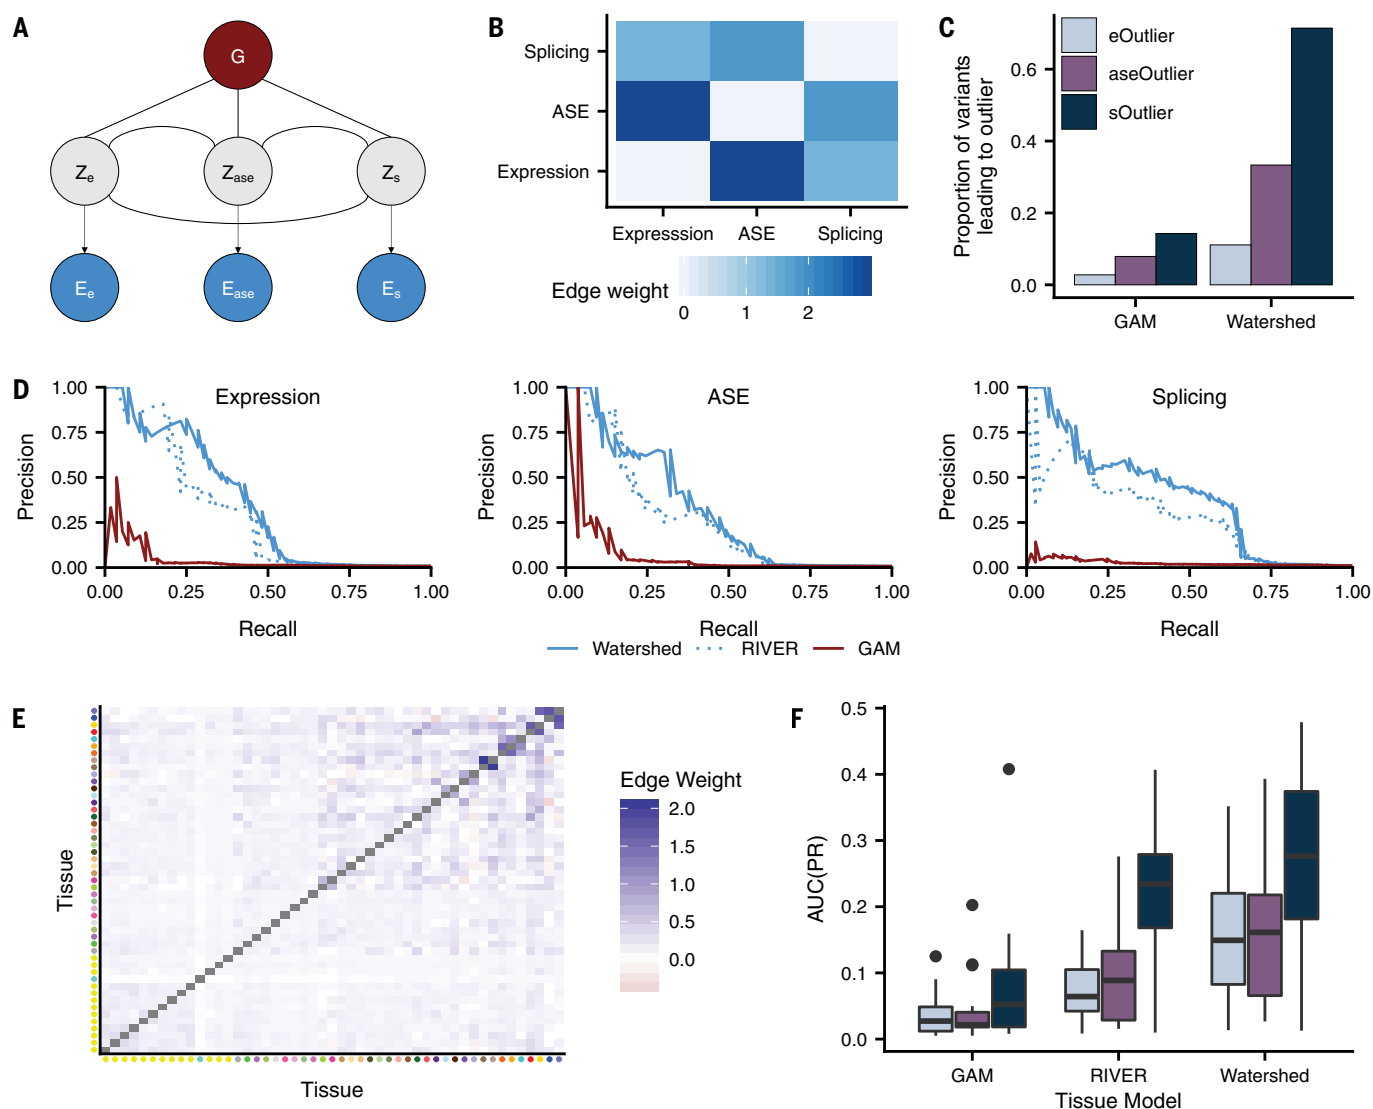 A
G
Ze
Zase
Zs
Ee
Ease
Es
B
Splicing
ASE
Expression
Expresssion ASE Splicing
Edge weight
0 1 2
C
Proportion of variants
leading to outlier
0.6
0.4
0.2
0.0
eOutlier
aseOutlier
sOutlier
GAM Watershed
D
Expression
Precision
1.00
0.75
0.50
0.25
0.00
0.00 0.25 0.50 0.75 1.00
Recall
ASE
Precision
1.00
0.75
0.50
0.25
0.00
0.00 0.25 0.50 0.75 1.00
Recall
Splicing
Precision
1.00
0.75
0.50
0.25
0.00
0.00 0.25 0.50 0.75 1.00
Recall
Watershed RIVER GAM
E
Tissue
Tissue
Edge Weight
2.0
1.5
1.0
0.5
0.0
F
AUC(PR)
0.5
0.4
0.3
0.2
0.1
0.0
GAM RIVER Watershed
Tissue Model